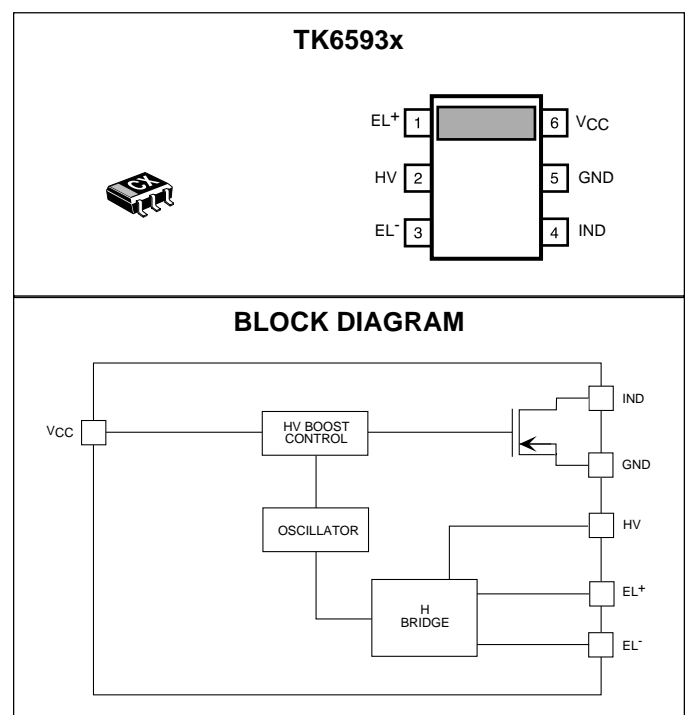 TK6593x
EL+ 1
6 VCC
HV 2
5 GND
EL- 3
4 IND
CX
BLOCK DIAGRAM
VCC
HV BOOST
CONTROL
IND
GND
OSCILLATOR
HV
H
BRIDGE
EL+
EL-